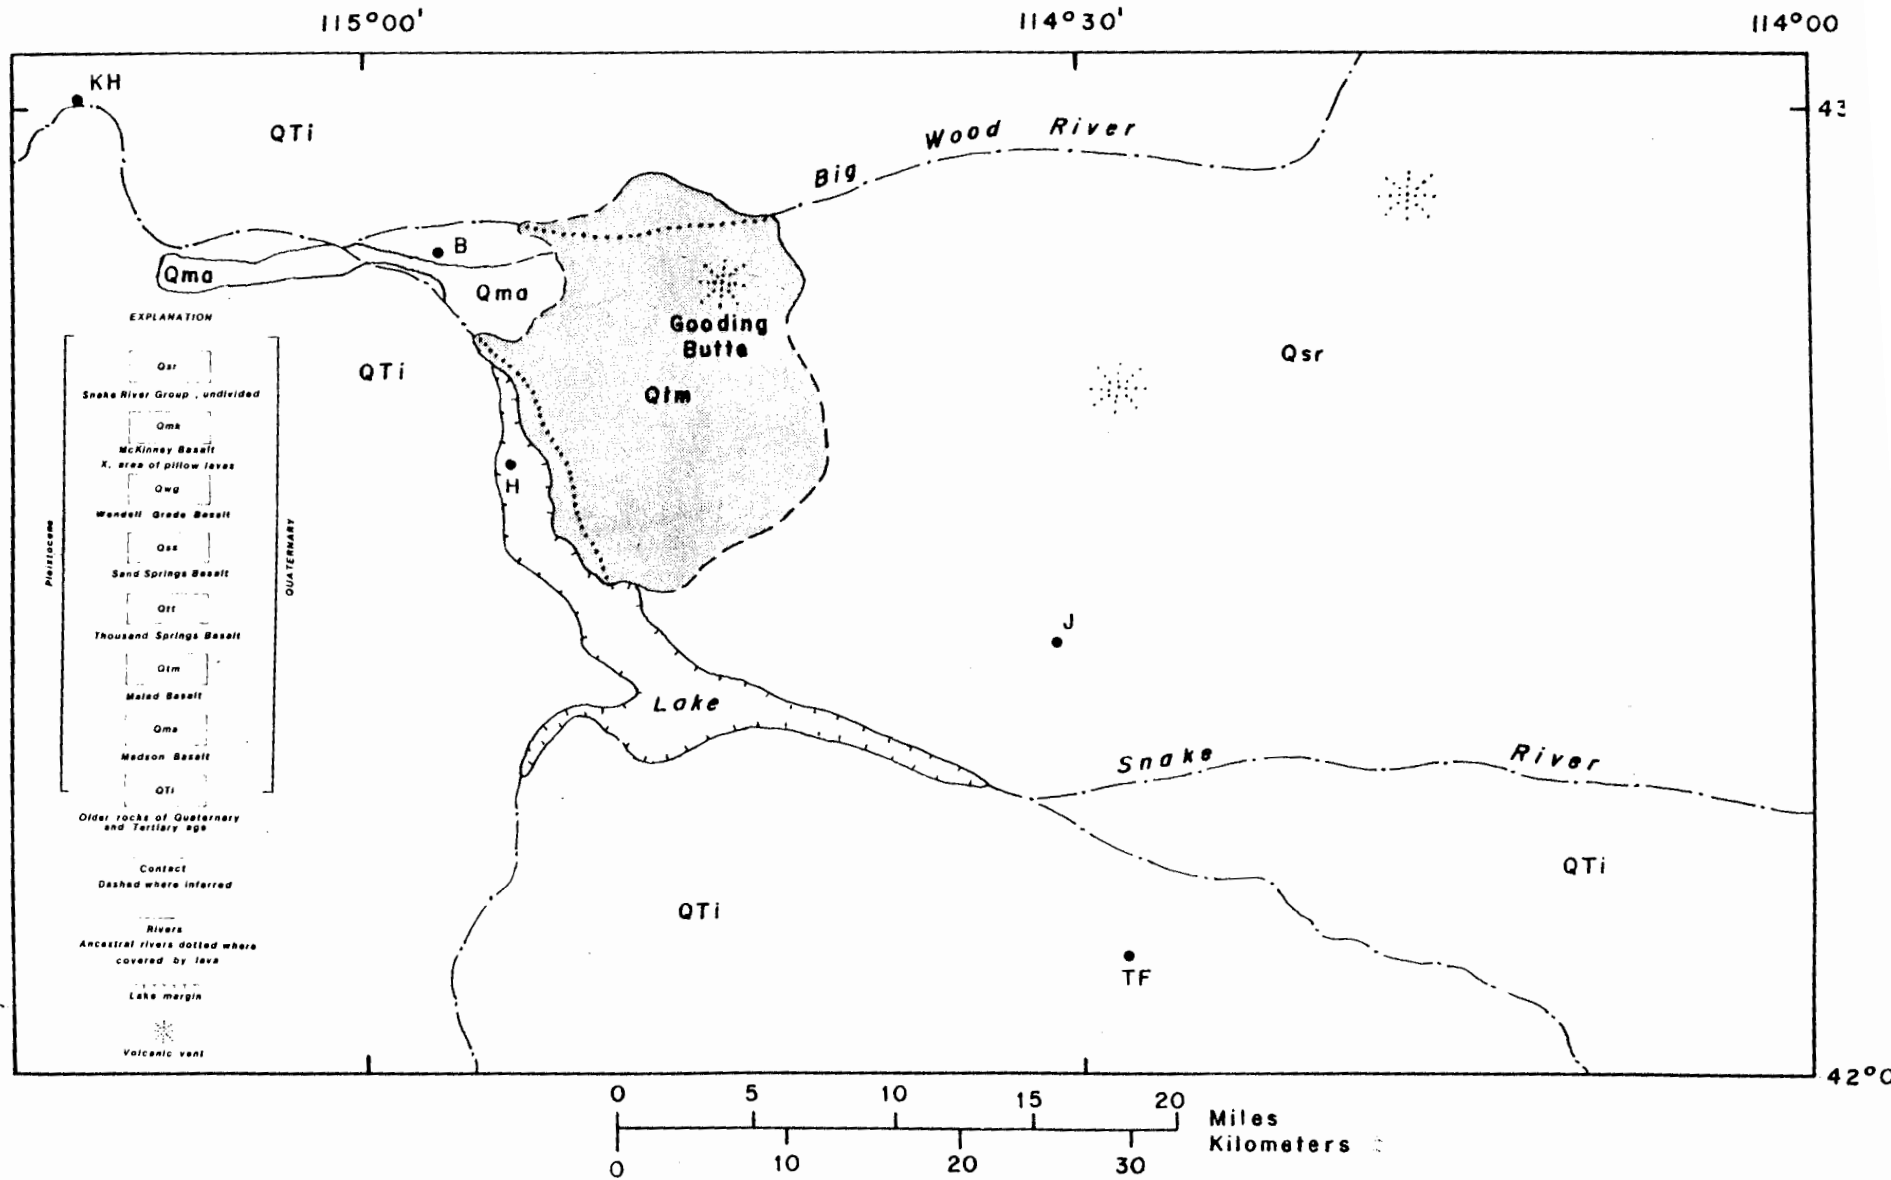 115°00'
114°30'
114°00
KH
43
QTi
Big Wood River
B
Qma
Qma
EXPLANATION
Gooding
Butte
Qsr
QTi
Qtm
Qsr
Snake River Group, undivided
Qmk
McKinney Basalt
X, area of pillow lavas
Qwg
Wendell Grade Basalt
Qss
Sand Springs Basalt
Qtt
Thousand Springs Basalt
Qtm
Malad Basalt
Qma
Madson Basalt
QTi
Older rocks of Quaternary
and Tertiary age
Pleistocene
QUATERNARY
Contact
Dashed where inferred
Rivers
Ancestral rivers dotted where
covered by lava
Lake margin
Volcanic vent
H
J
Lake
Snake River
QTi
QTi
TF
42°0
0 5 10 15 20
Miles
Kilometers
0 10 20 30